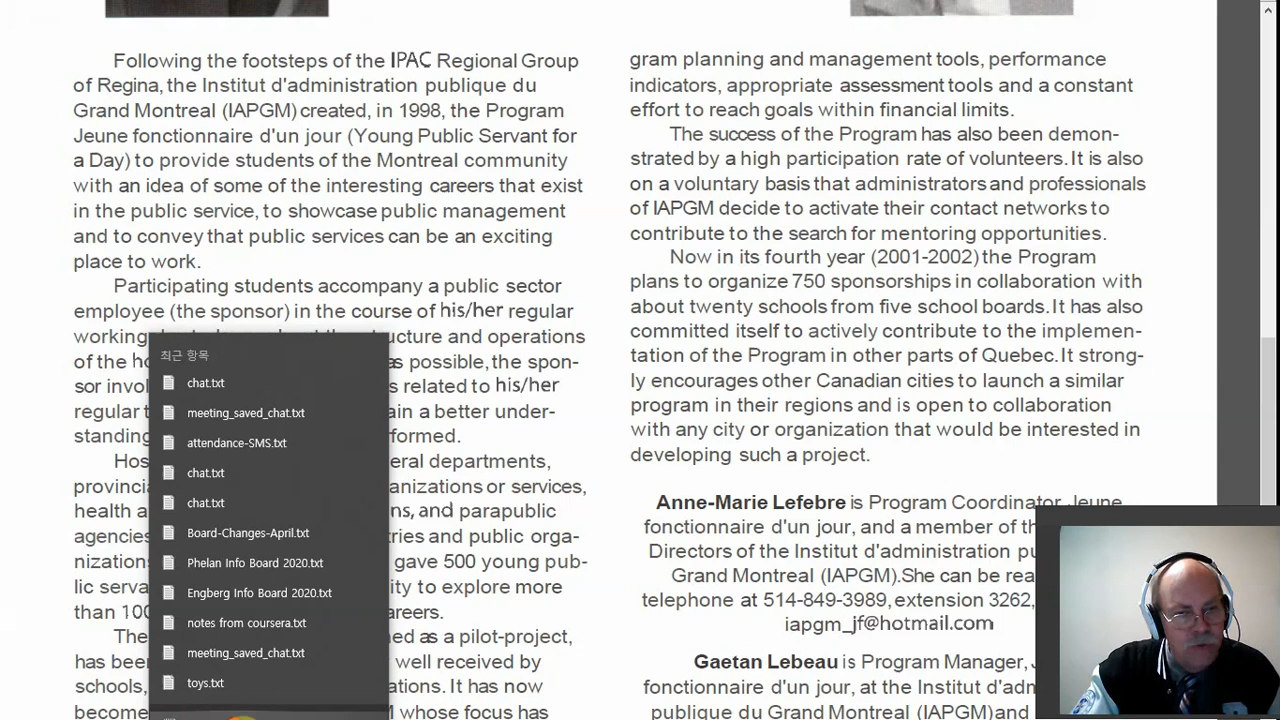 Following the footsteps of the IPAC Regional Group
of Regina, the Institut d'administration publique du
Grand Montreal (IAPGM) created, in 1998, the Program
Jeune fonctionnaire d'un jour (Young Public Servant for
a Day) to provide students of the Montreal community
with an idea of some of the interesting careers that exist
in the public service, to showcase public management
and to convey that public services can be an exciting
place to work.
Participating students accompany a public sector
employee (the sponsor) in the course of his/her regular
working ucture and operations
of the as possible, the spon-
sor invol s related to his/her
regular ain a better under-
standing formed.
Hos eral departments,
provincia anizations or services,
health a ns, and parapublic
agencies tries and public orga-
nizations gave 500 young pub-
lic serva ity to explore more
than 100 areers.
The ed as a pilot-project,
has been well received by
schools, ations. It has now
become M whose focus has
최근 항목
chat.txt
meeting_saved_chat.txt
attendance-SMS.txt
chat.txt
chat.txt
Board-Changes-April.txt
Phelan Info Board 2020.txt
Engberg Info Board 2020.txt
notes from coursera.txt
meeting_saved_chat.txt
toys.txt
gram planning and management tools, performance
indicators, appropriate assessment tools and a constant
effort to reach goals within financial limits.
The success of the Program has also been demon-
strated by a high participation rate of volunteers. It is also
on a voluntary basis that administrators and professionals
of IAPGM decide to activate their contact networks to
contribute to the search for mentoring opportunities.
Now in its fourth year (2001-2002) the Program
plans to organize 750 sponsorships in collaboration with
about twenty schools from five school boards. It has also
committed itself to actively contribute to the implemen-
tation of the Program in other parts of Quebec. It strong-
ly encourages other Canadian cities to launch a similar
program in their regions and is open to collaboration
with any city or organization that would be interested in
developing such a project.
Anne-Marie Lefebre is Program Coordinator, Jeune
fonctionnaire d'un jour, and a member of th
Directors of the Institut d'administration pu
Grand Montreal (IAPGM).She can be rea
telephone at 514-849-3989, extension 3262,
iapgm_jf@hotmail.com
Gaetan Lebeau is Program Manager, J
fonctionnaire d'un jour, at the Institut d'adm
publique du Grand Montreal (IAPGM) and